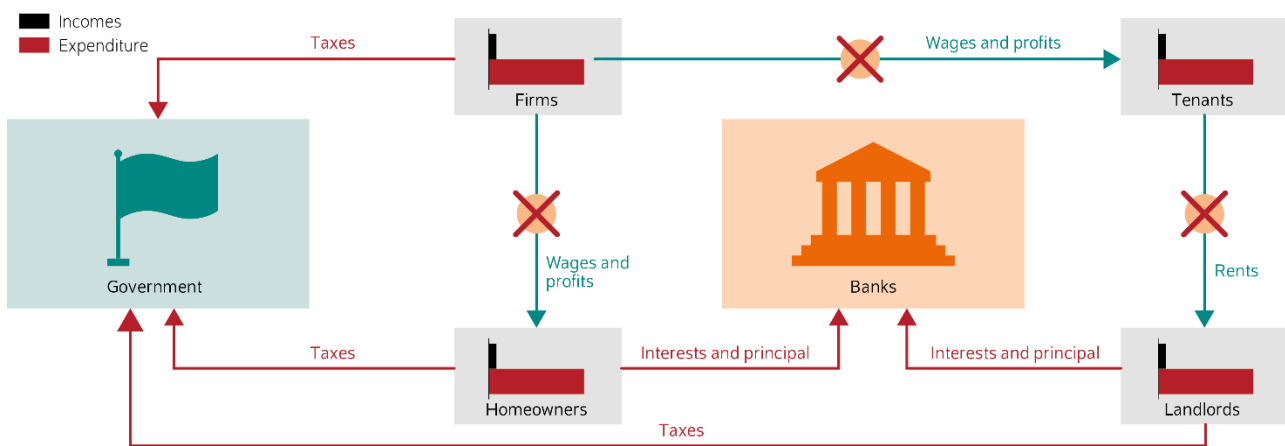 Incomes
Expenditure
Taxes
Wages and profits
Firms
Tenants
Government
Wages and
profits
Banks
Rents
Taxes
Interests and principal
Interests and principal
Homeowners
Landlords
Taxes